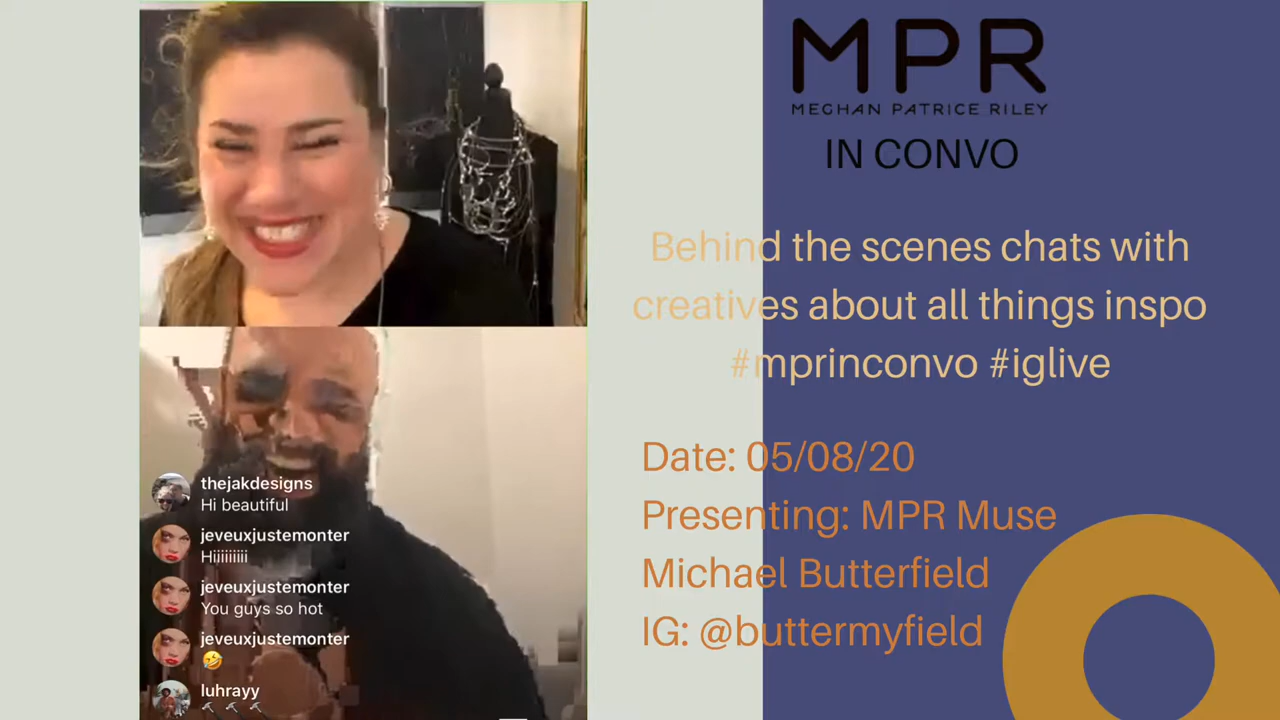 MPR
MEGHAN PATRICE RILEY
IN CONVO
Behind the scenes chats with
creatives about all things inspo
#mprinconvo #iglive
Date: 05/08/20
Presenting: MPR Muse
Michael Butterfield
IG: @buttermyfield
thejakdesigns
Hi beautiful
jeveuxjustemonter
Hiiiiiiiii
jeveuxjustemonter
You guys so hot
jeveuxjustemonter
🤣
luhrayy
⛏️⛏️⛏️